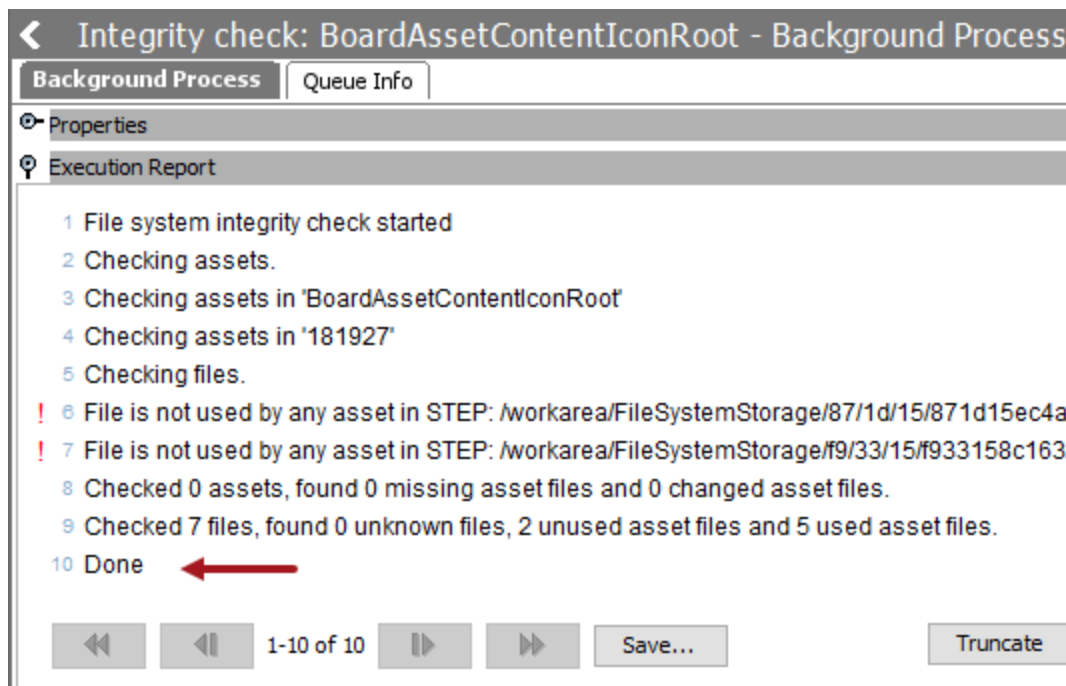 Integrity check: BoardAssetContentIconRoot - Background Process
Background Process
Queue Info
Properties
Execution Report
1 File system integrity check started
2 Checking assets.
3 Checking assets in 'BoardAssetContentIconRoot'
4 Checking assets in '181927'
5 Checking files.
! 6 File is not used by any asset in STEP: /workarea/FileSystemStorage/87/1d/15/871d15ec4a
! 7 File is not used by any asset in STEP: /workarea/FileSystemStorage/f9/33/15/f933158c163
8 Checked 0 assets, found 0 missing asset files and 0 changed asset files.
9 Checked 7 files, found 0 unknown files, 2 unused asset files and 5 used asset files.
10 Done
1-10 of 10
Save...
Truncate